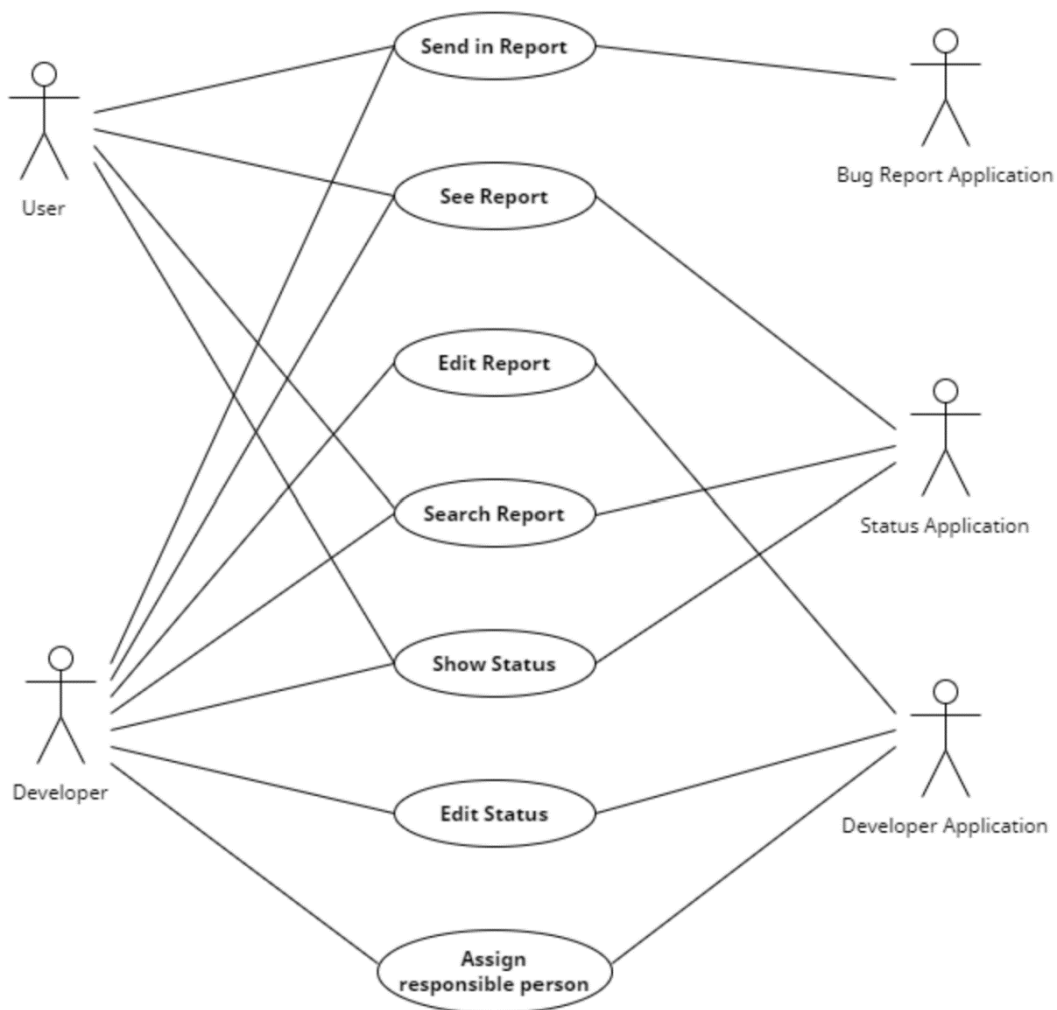 Send in Report
User
Bug Report Application
See Report
Edit Report
Search Report
Status Application
Show Status
Developer
Edit Status
Developer Application
Assign
responsible person